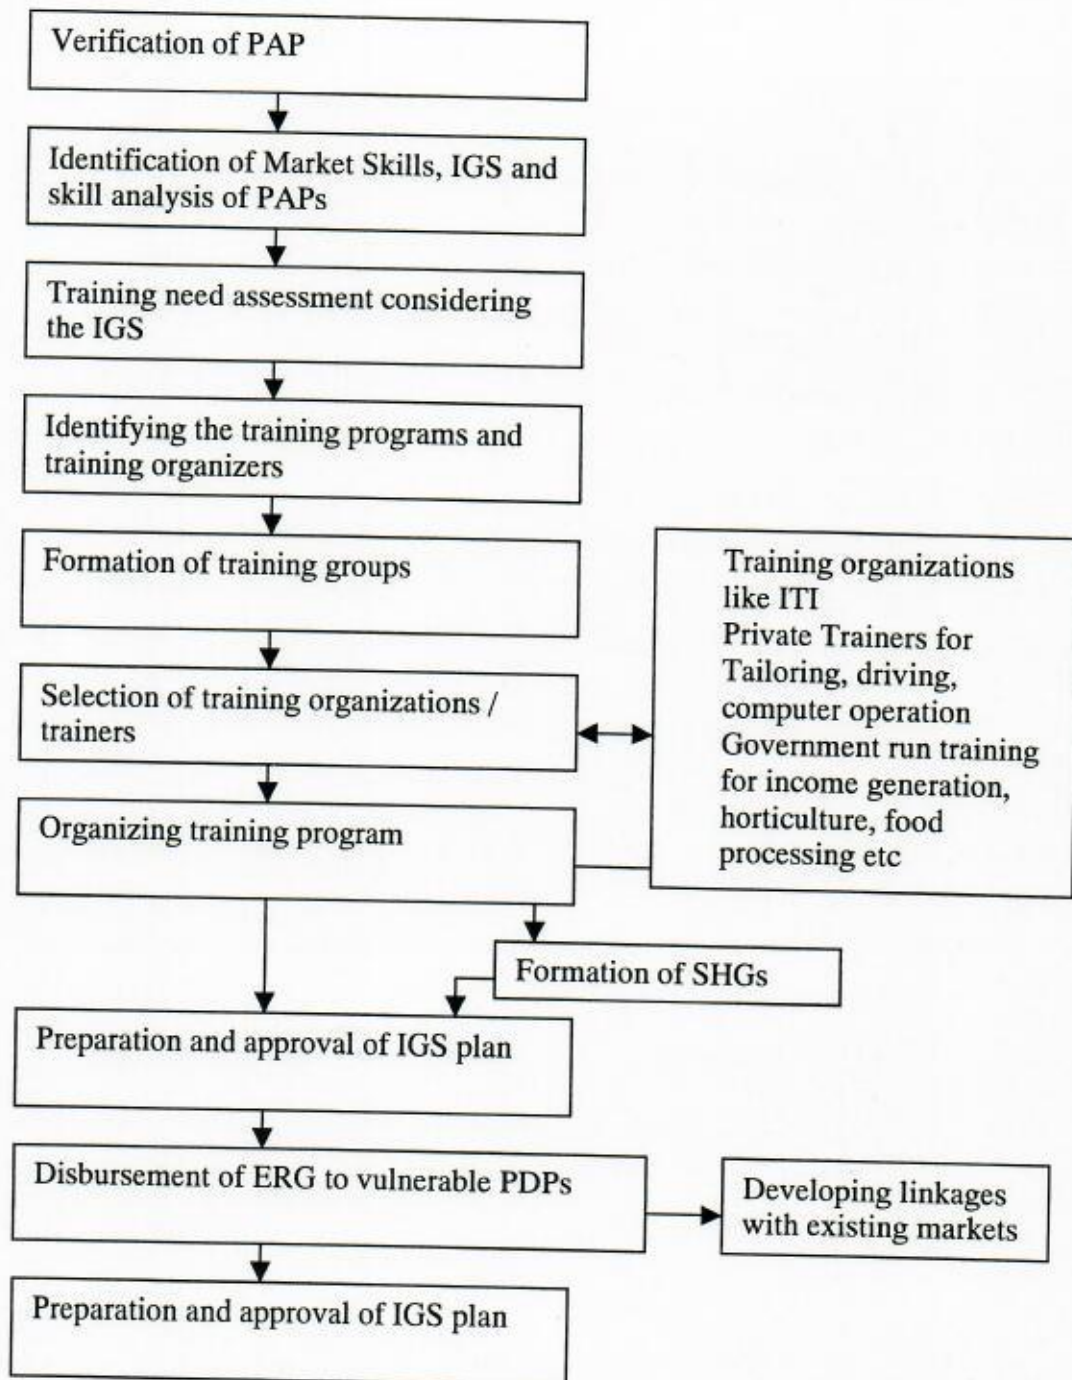 Verification of PAP
Identification of Market Skills, IGS and
skill analysis of PAPs
Training need assessment considering
the IGS
Identifying the training programs and
training organizers
Formation of training groups
Selection of training organizations /
trainers
Training organizations
like ITI
Private Trainers for
Tailoring, driving,
computer operation
Government run training
for income generation,
horticulture, food
processing etc
Organizing training program
Formation of SHGs
Preparation and approval of IGS plan
Disbursement of ERG to vulnerable PDPs
Developing linkages
with existing markets
Preparation and approval of IGS plan